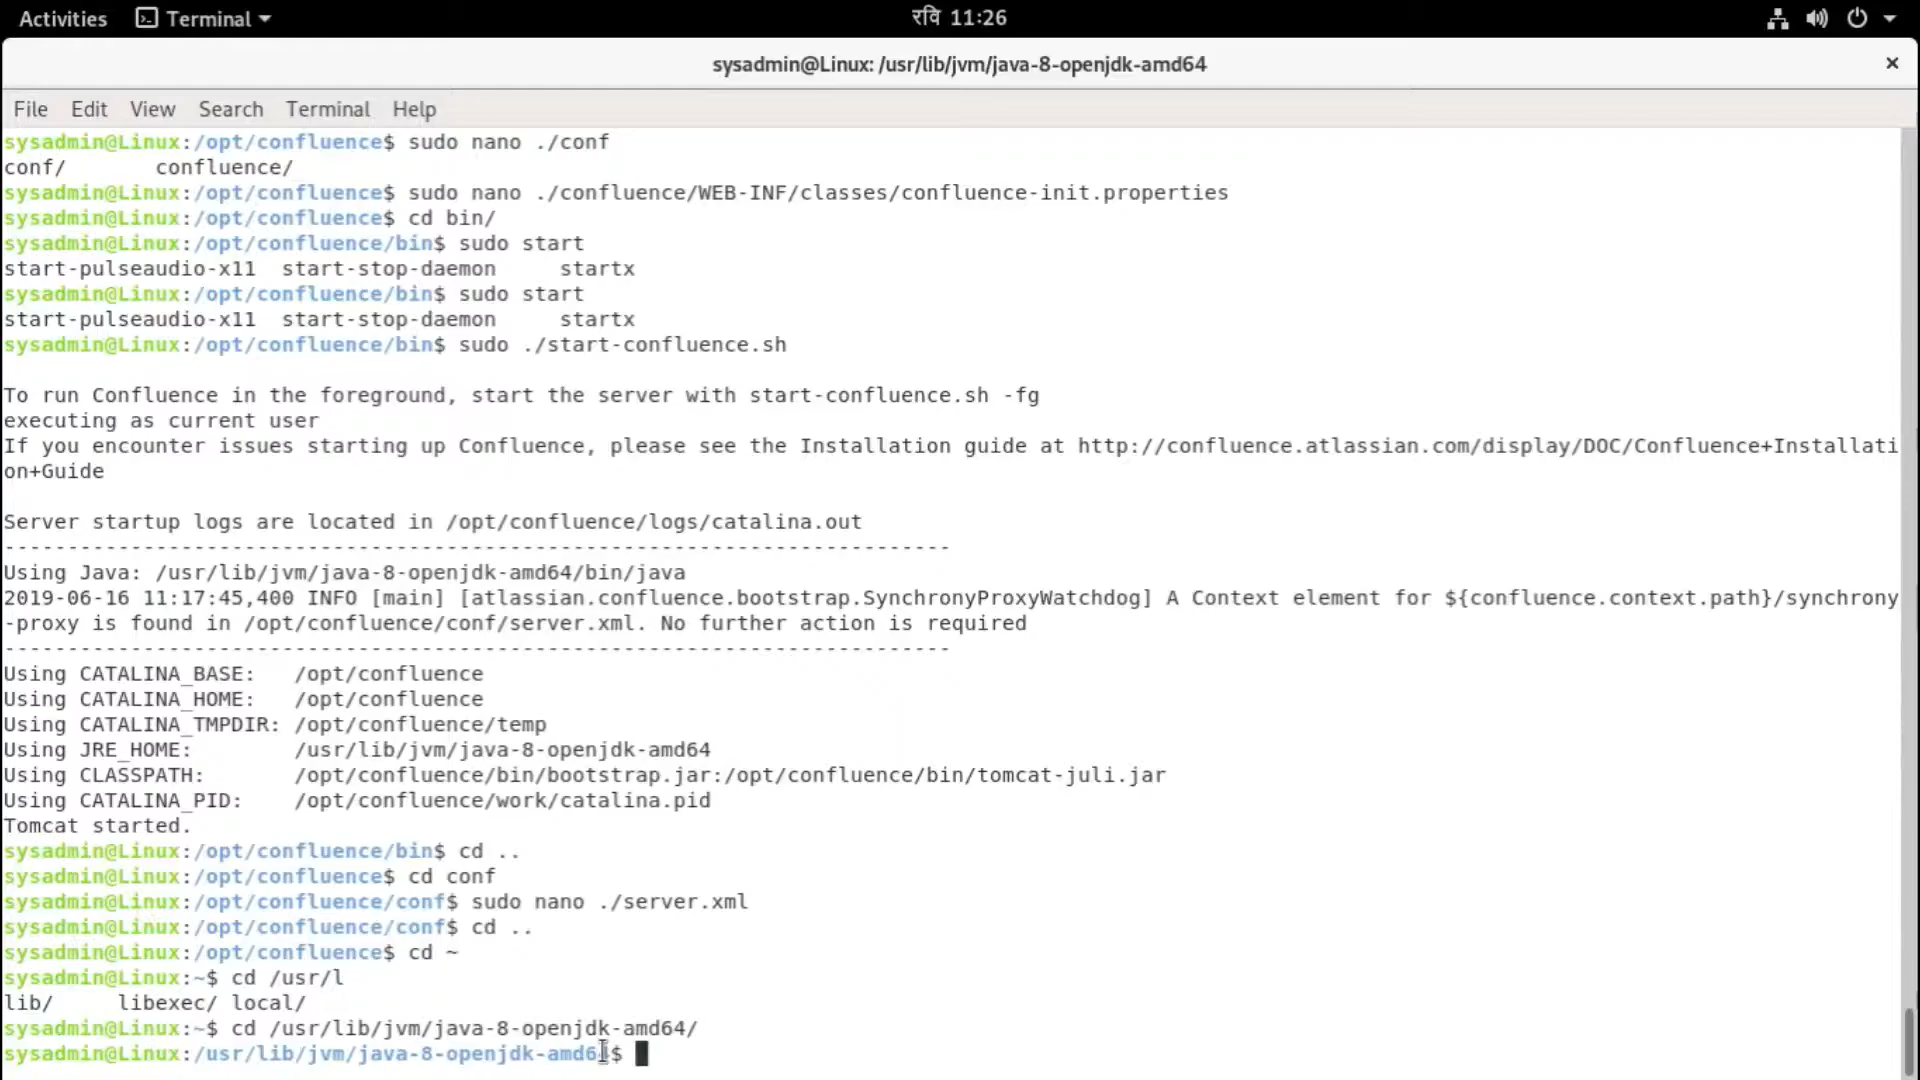 Activities Terminal रवि 11:26
sysadmin@Linux: /usr/lib/jvm/java-8-openjdk-amd64
File Edit View Search Terminal Help
sysadmin@Linux:/opt/confluence$ sudo nano ./conf
conf/ confluence/
sysadmin@Linux:/opt/confluence$ sudo nano ./confluence/WEB-INF/classes/confluence-init.properties
sysadmin@Linux:/opt/confluence$ cd bin/
sysadmin@Linux:/opt/confluence/bin$ sudo start
start-pulseaudio-x11 start-stop-daemon startx
sysadmin@Linux:/opt/confluence/bin$ sudo start
start-pulseaudio-x11 start-stop-daemon startx
sysadmin@Linux:/opt/confluence/bin$ sudo ./start-confluence.sh
To run Confluence in the foreground, start the server with start-confluence.sh -fg
executing as current user
If you encounter issues starting up Confluence, please see the Installation guide at http://confluence.atlassian.com/display/DOC/Confluence+Installati
on+Guide
Server startup logs are located in /opt/confluence/logs/catalina.out
---------------------------------------------------------------------------
Using Java: /usr/lib/jvm/java-8-openjdk-amd64/bin/java
2019-06-16 11:17:45,400 INFO [main] [atlassian.confluence.bootstrap.SynchronyProxyWatchdog] A Context element for ${confluence.context.path}/synchrony
-proxy is found in /opt/confluence/conf/server.xml. No further action is required
---------------------------------------------------------------------------
Using CATALINA_BASE: /opt/confluence
Using CATALINA_HOME: /opt/confluence
Using CATALINA_TMPDIR: /opt/confluence/temp
Using JRE_HOME: /usr/lib/jvm/java-8-openjdk-amd64
Using CLASSPATH: /opt/confluence/bin/bootstrap.jar:/opt/confluence/bin/tomcat-juli.jar
Using CATALINA_PID: /opt/confluence/work/catalina.pid
Tomcat started.
sysadmin@Linux:/opt/confluence/bin$ cd ..
sysadmin@Linux:/opt/confluence$ cd conf
sysadmin@Linux:/opt/confluence/conf$ sudo nano ./server.xml
sysadmin@Linux:/opt/confluence/conf$ cd ..
sysadmin@Linux:/opt/confluence$ cd ~
sysadmin@Linux:~$ cd /usr/l
lib/ libexec/ local/
sysadmin@Linux:~$ cd /usr/lib/jvm/java-8-openjdk-amd64/
sysadmin@Linux:/usr/lib/jvm/java-8-openjdk-amd64$